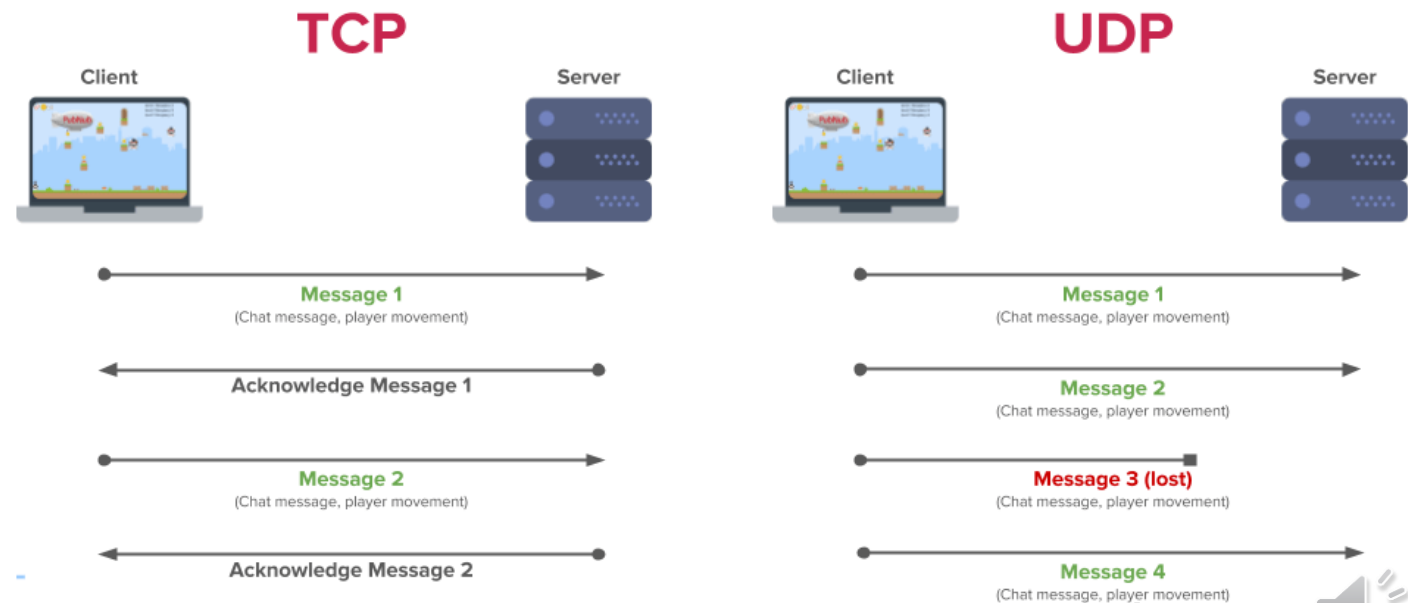 TCP
Client
Server
PubNub
Message 1
(Chat message, player movement)
Acknowledge Message 1
Message 2
(Chat message, player movement)
Acknowledge Message 2
UDP
Client
Server
PubNub
Message 1
(Chat message, player movement)
Message 2
(Chat message, player movement)
Message 3 (lost)
(Chat message, player movement)
Message 4
(Chat message, player movement)